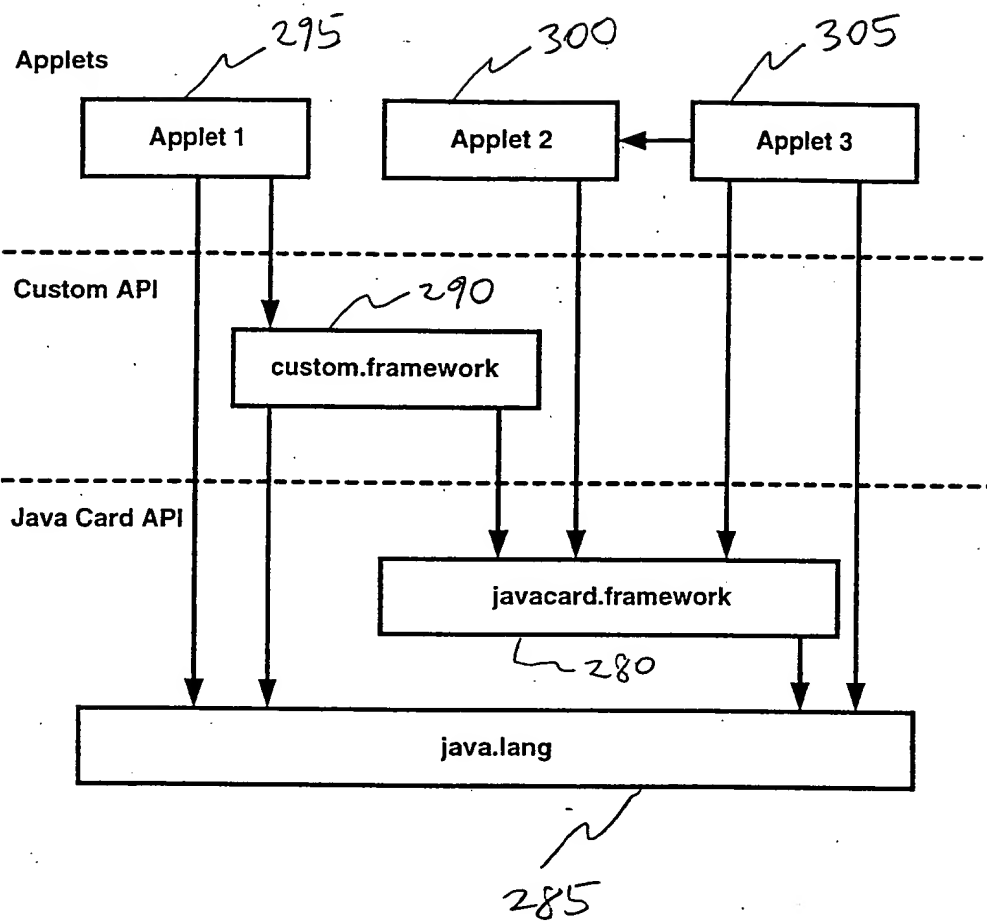 295
300
305
Applets
Applet 1
Applet 2
Applet 3
Custom API
290
custom.framework
Java Card API
javacard.framework
280
java.lang
285